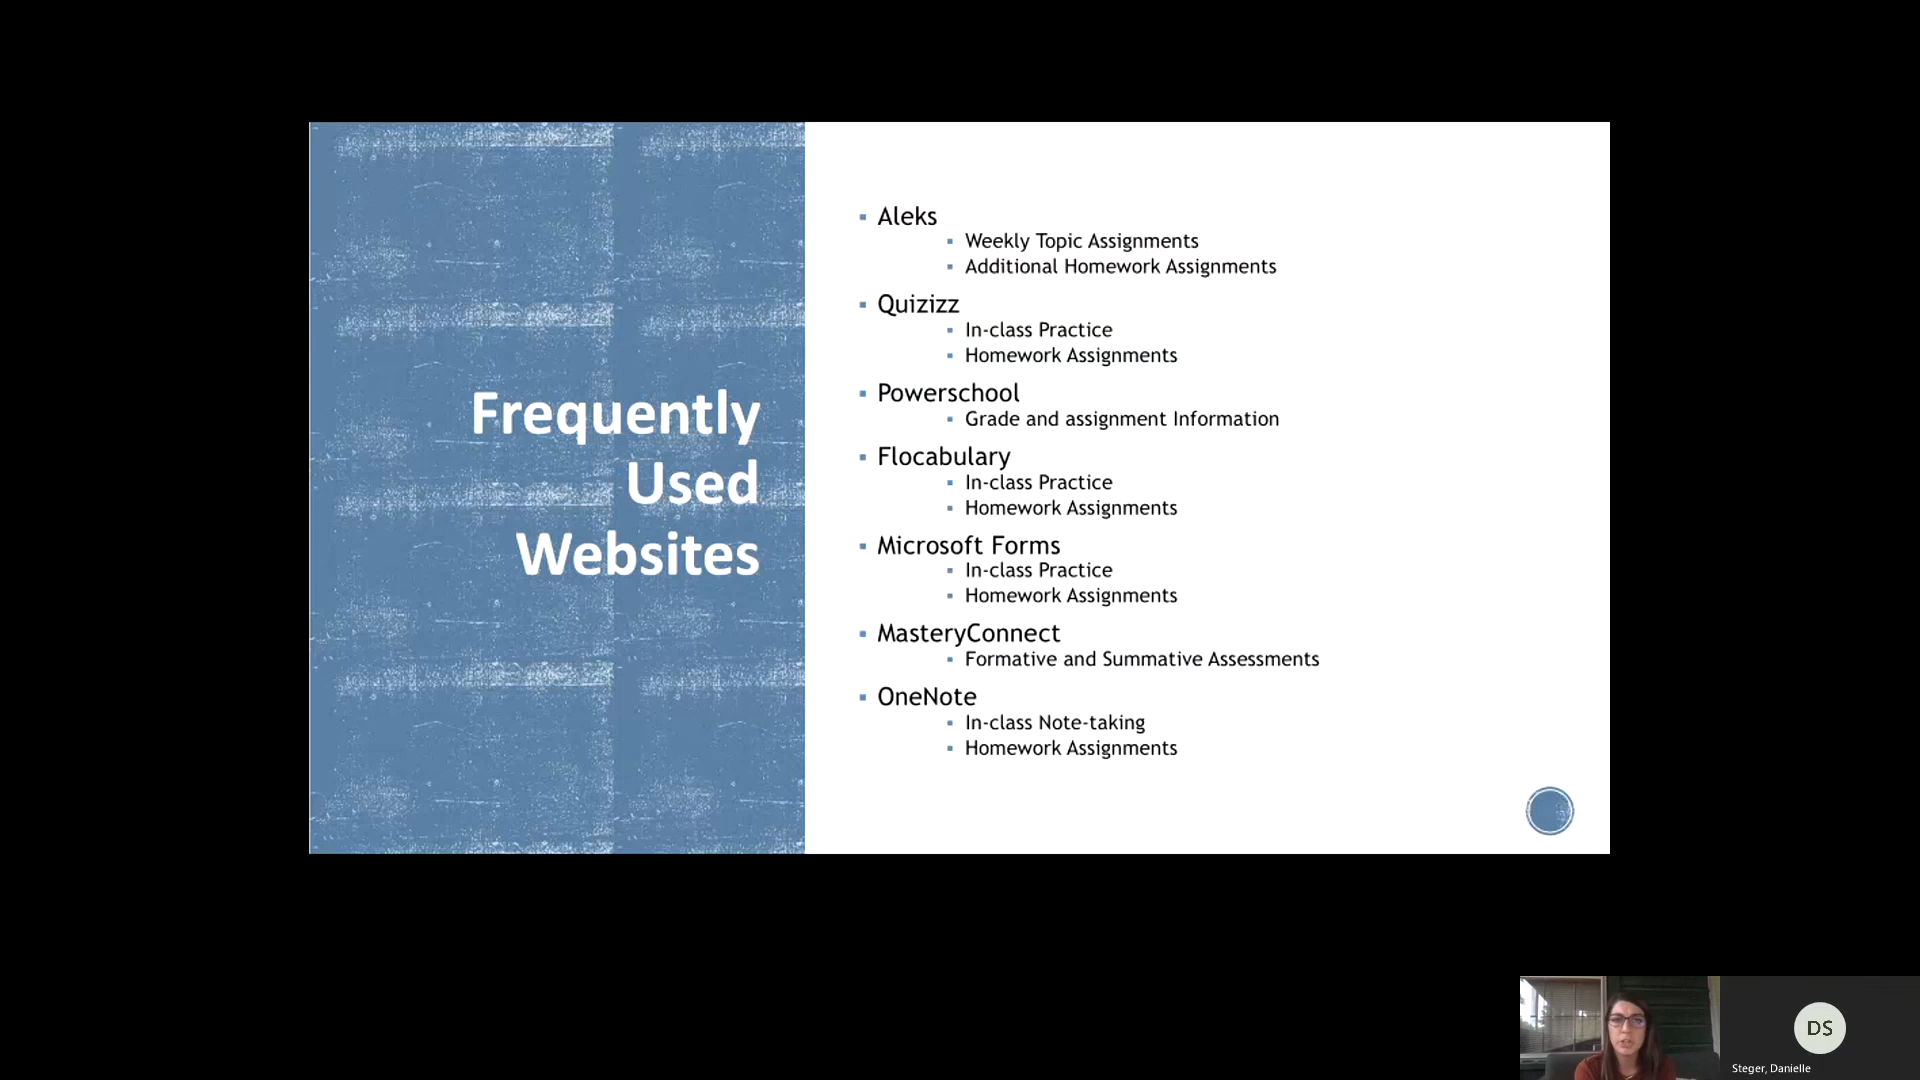 Frequently
Used
Websites
Aleks
Weekly Topic Assignments
Additional Homework Assignments
Quizizz
In-class Practice
Homework Assignments
Powerschool
Grade and assignment Information
Flocabulary
In-class Practice
Homework Assignments
Microsoft Forms
In-class Practice
Homework Assignments
MasteryConnect
Formative and Summative Assessments
OneNote
In-class Note-taking
Homework Assignments
DS
Steger, Danielle